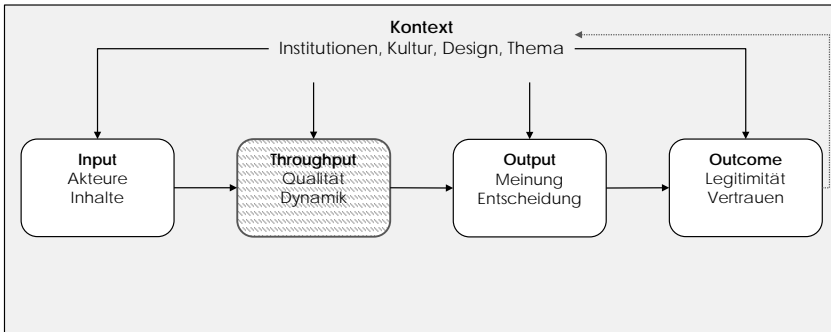 Kontext
Institutionen, Kultur, Design, Thema
Input
Akteure
Inhalte
Throughput
Qualität
Dynamik
Output
Meinung
Entscheidung
Outcome
Legitimität
Vertrauen